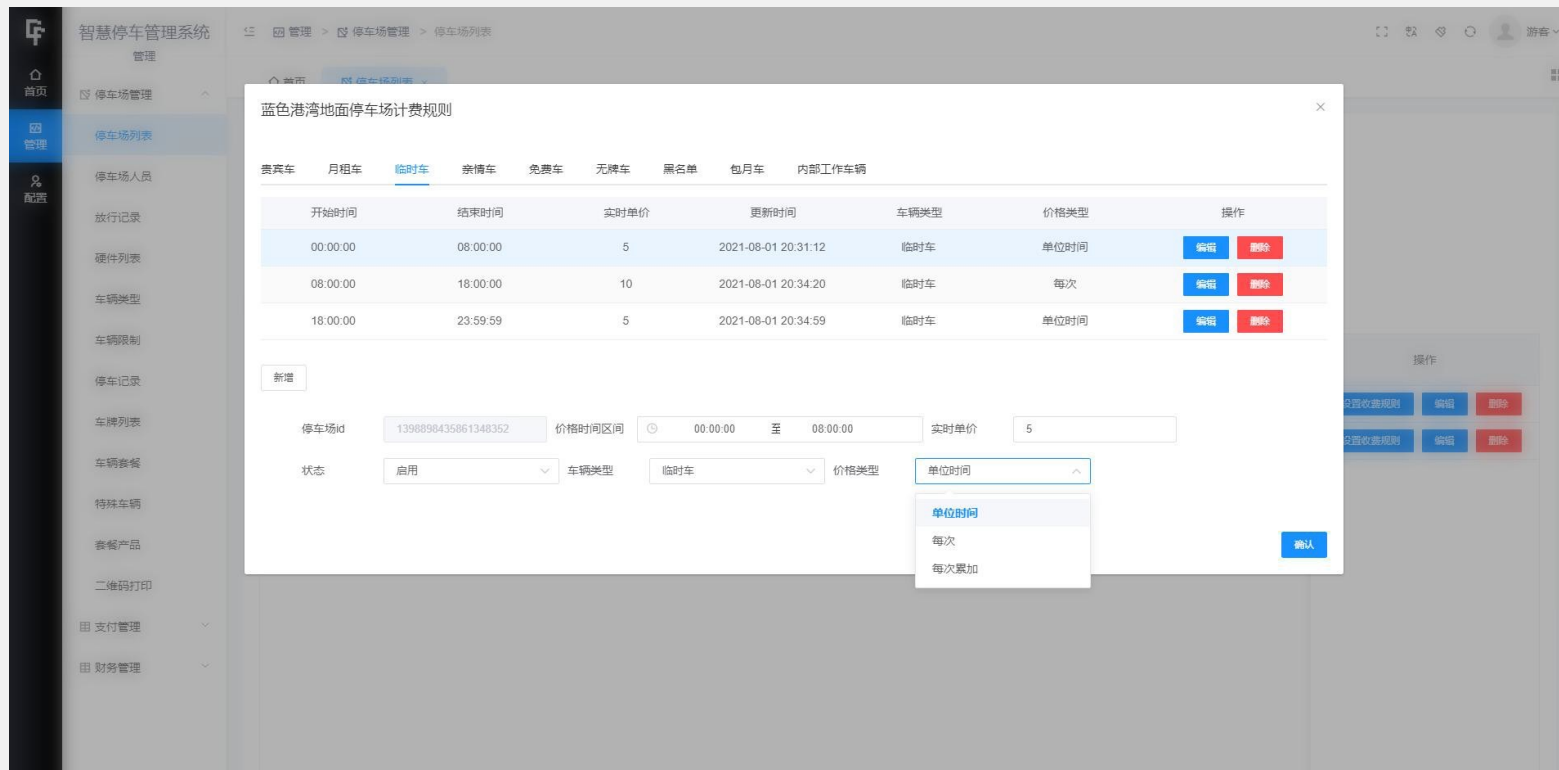 智慧停车管理系统
管理
管理 > 停车场管理 > 停车场列表
游客
首页
管理
配置
首页
停车场列表 ×
停车场管理
停车场列表
停车场人员
放行记录
硬件列表
车辆类型
车辆限制
停车记录
车牌列表
车辆套餐
特殊车辆
套餐产品
二维码打印
支付管理
财务管理
蓝色港湾地面停车场计费规则
贵宾车 月租车 临时车 亲情车 免费车 无牌车 黑名单 包月车 内部工作车辆
开始时间 结束时间 实时单价 更新时间 车辆类型 价格类型 操作
00:00:00 08:00:00 5 2021-08-01 20:31:12 临时车 单位时间 编辑 删除
08:00:00 18:00:00 10 2021-08-01 20:34:20 临时车 每次 编辑 删除
18:00:00 23:59:59 5 2021-08-01 20:34:59 临时车 单位时间 编辑 删除
新增
停车场id 1398898435861348352 价格时间区间 00:00:00 至 08:00:00 实时单价 5
状态 启用 车辆类型 临时车 价格类型 单位时间
单位时间
每次
每次累加
确认
操作
设置收费规则 编辑 删除
设置收费规则 编辑 删除